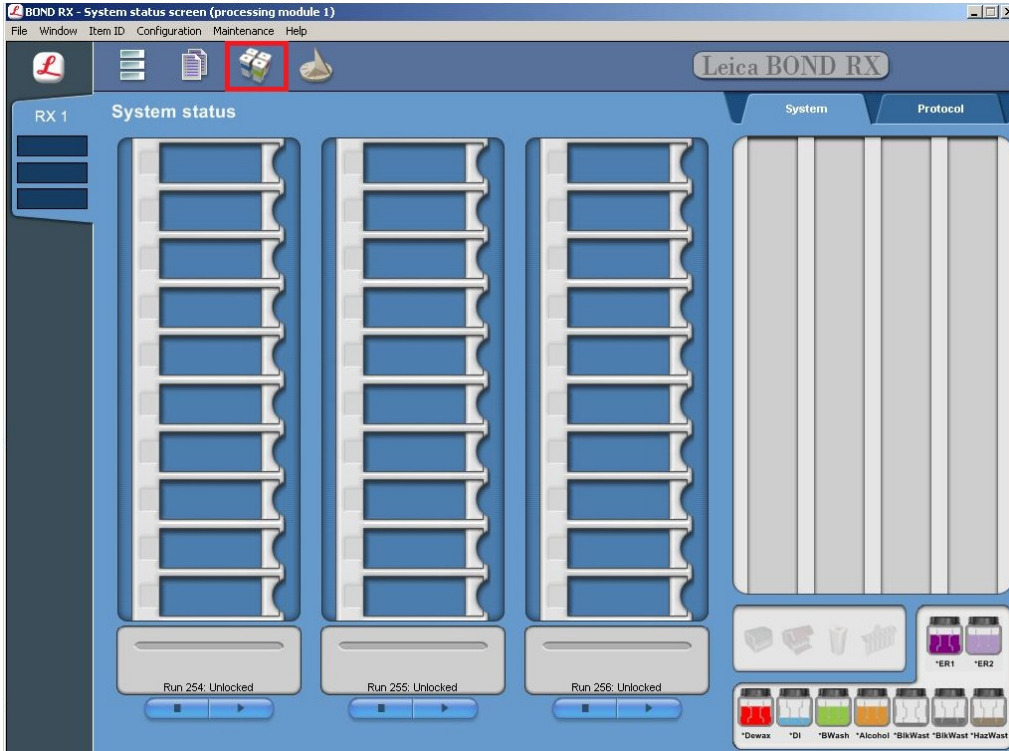 BOND RX - System status screen (processing module 1)
File Window Item ID Configuration Maintenance Help
Leica BOND RX
RX 1
System status
System Protocol
Run 254: Unlocked Run 255: Unlocked Run 256: Unlocked
*ER1 *ER2
*Dewax *DI *BWash *Alcohol *BlkWast *BlkWast *HazWast